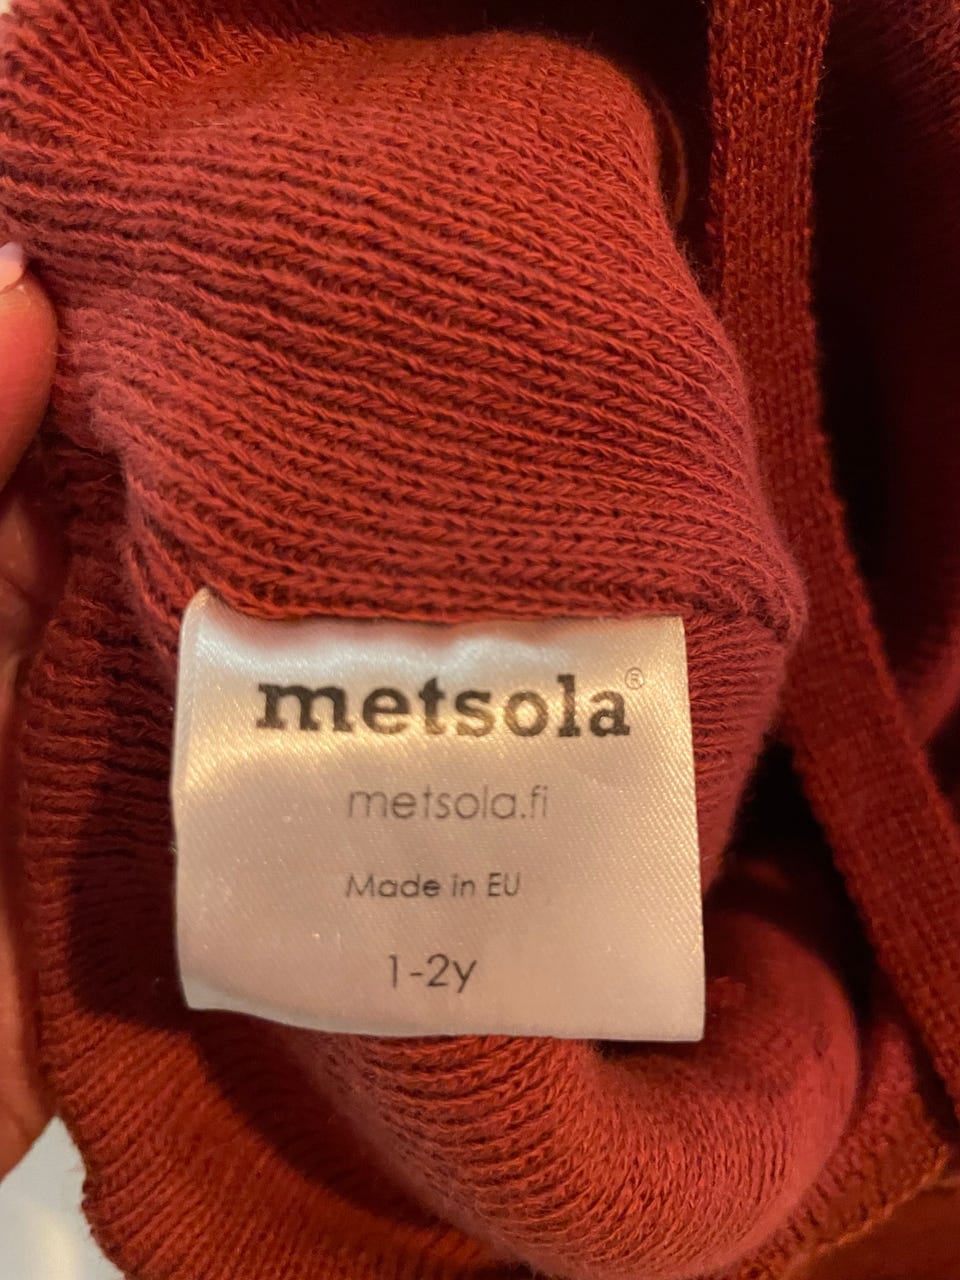 metsola®
metsola.fi
Made in EU
1-2y